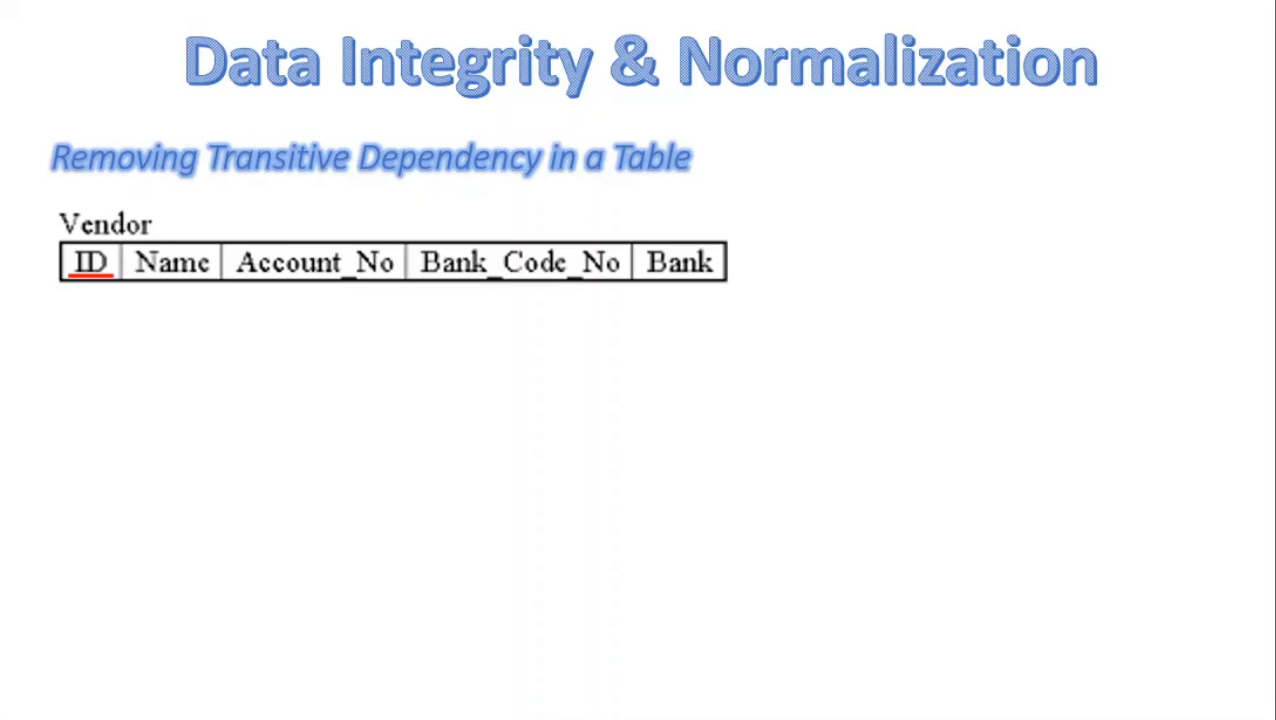 Data Integrity & Normalization
Removing Transitive Dependency in a Table
Vendor
ID Name Account_No Bank_Code_No Bank